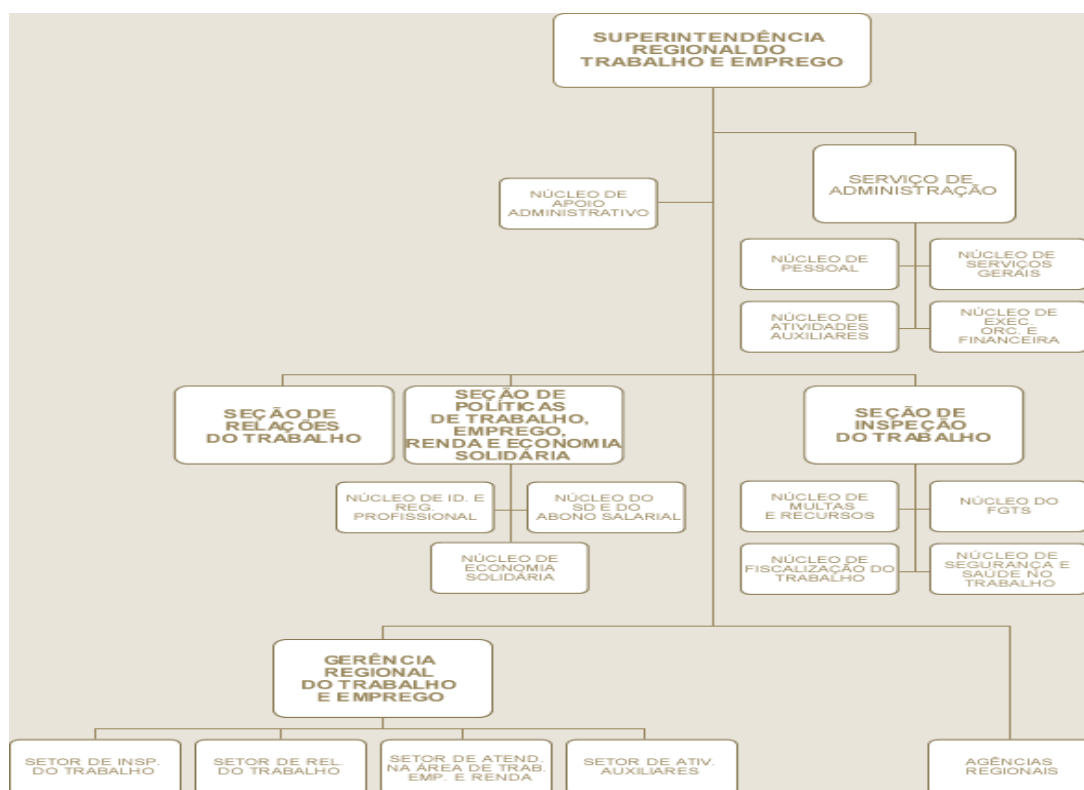 SUPERINTENDÊNCIA
REGIONAL DO
TRABALHO E EMPREGO
SERVIÇO DE
ADMINISTRAÇÃO
NÚCLEO DE
APOIO
ADMINISTRATIVO
NÚCLEO DE
PESSOAL
NÚCLEO DE
SERVIÇOS
GERAIS
NÚCLEO DE
ATIVIDADES
AUXILIARES
NÚCLEO DE
EXEC.
ORC. E
FINANCEIRA
SEÇÃO DE
RELAÇÕES
DO TRABALHO
SEÇÃO DE
POLÍTICAS
DE TRABALHO,
EMPREGO,
RENDA E ECONOMIA
SOLIDÁRIA
SEÇÃO DE
INSPEÇÃO
DO TRABALHO
NÚCLEO DE ID. E
REG.
PROFISSIONAL
NÚCLEO DO
SD E DO
ABONO SALARIAL
NÚCLEO DE
ECONOMIA
SOLIDÁRIA
NÚCLEO DE
MULTAS
E RECURSOS
NÚCLEO DO
FGTS
NÚCLEO DE
FISCALIZAÇÃO DO
TRABALHO
NÚCLEO DE
SEGURANÇA E
SAÚDE NO
TRABALHO
GERÊNCIA
REGIONAL
DO TRABALHO
E EMPREGO
SETOR DE INSP.
DO TRABALHO
SETOR DE REL.
DO TRABALHO
SETOR DE ATEND.
NA ÁREA DE TRAB.
EMP. E RENDA
SETOR DE ATIV.
AUXILIARES
AGÊNCIAS
REGIONAIS